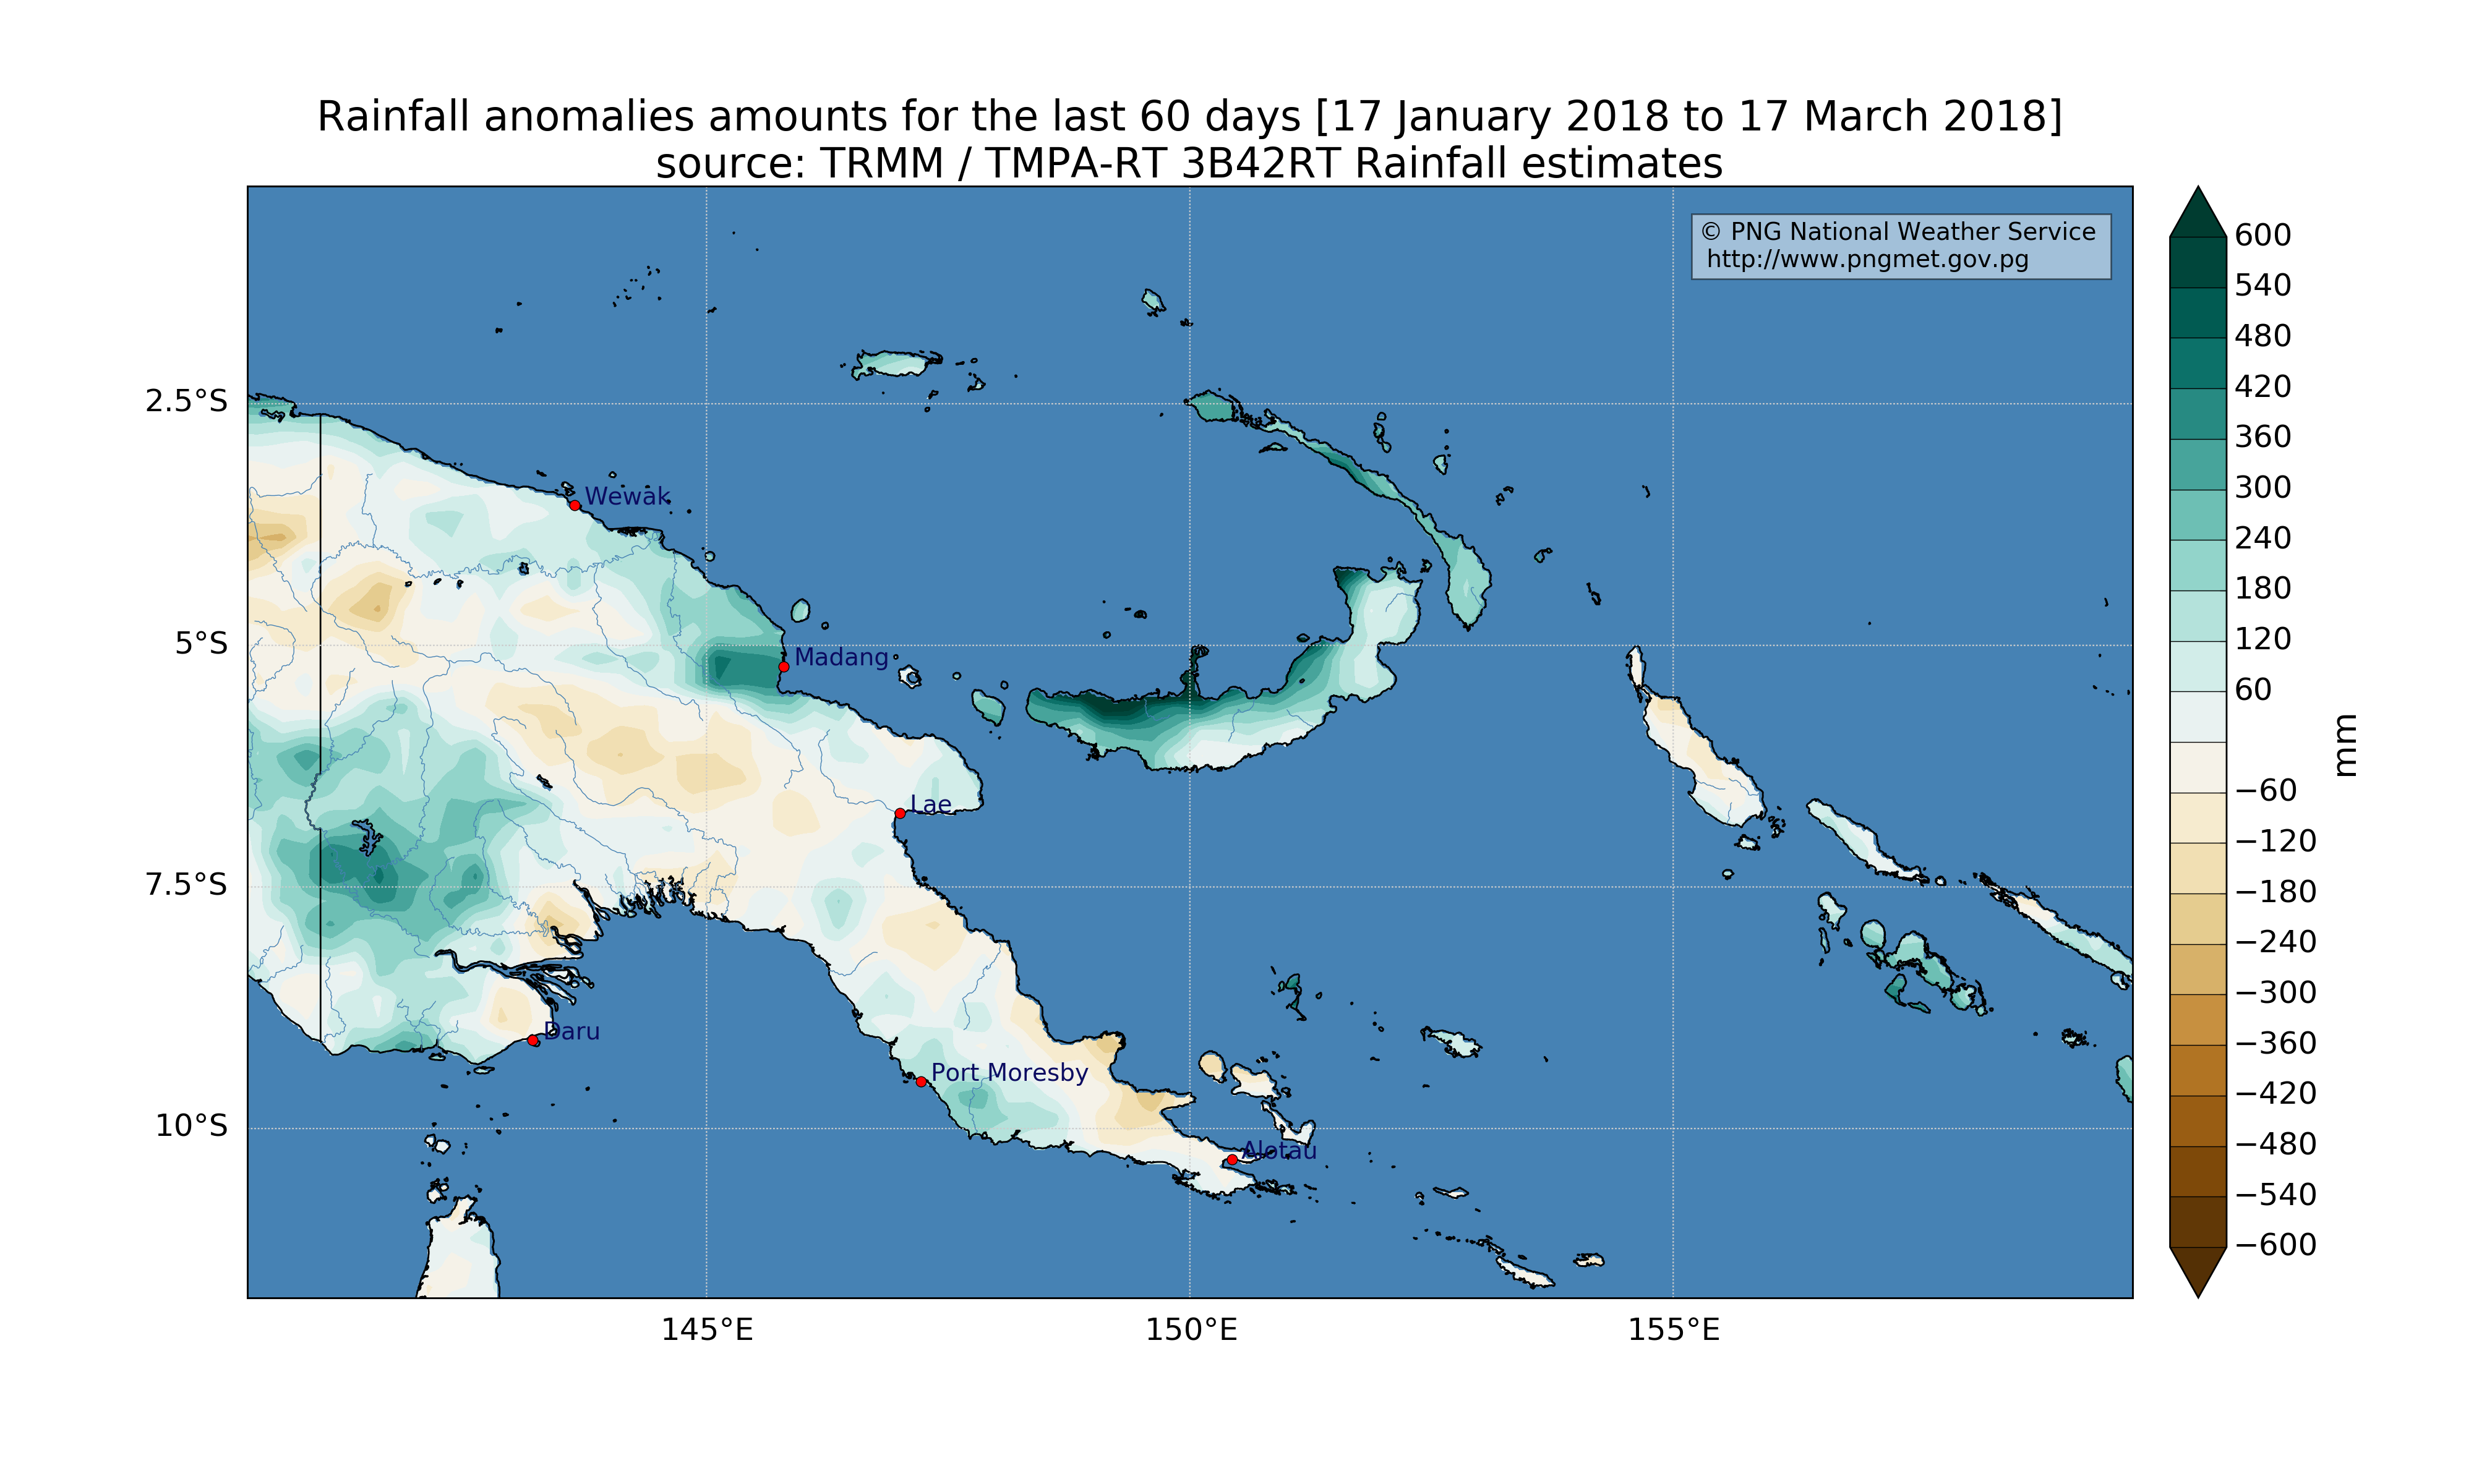 Rainfall anomalies amounts for the last 60 days [17 January 2018 to 17 March 2018]
source: TRMM / TMPA-RT 3B42RT Rainfall estimates
© PNG National Weather Service
http://www.pngmet.gov.pg
2.5°S
5°S
7.5°S
10°S
145°E
150°E
155°E
Wewak
Madang
Lae
Daru
Port Moresby
Alotau
600
540
480
420
360
300
240
180
120
60
−60
−120
−180
−240
−300
−360
−420
−480
−540
−600
mm